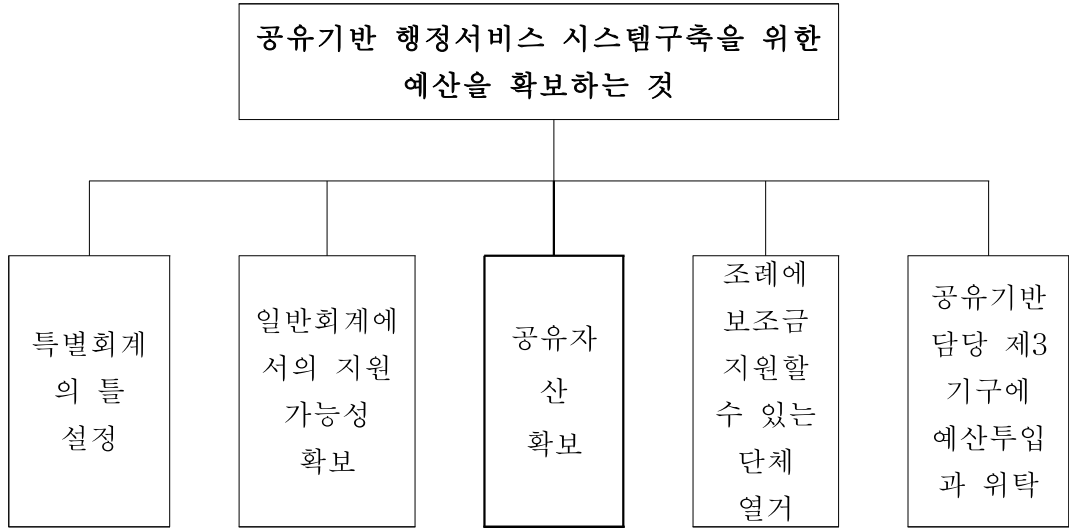 공유기반 행정서비스 시스템구축을 위한
예산을 확보하는 것
특별회계
의 틀
설정
일반회계에
서의 지원
가능성
확보
공유자
산
확보
조례에
보조금
지원할
수 있는
단체
열거
공유기반
담당 제3
기구에
예산투입
과 위탁